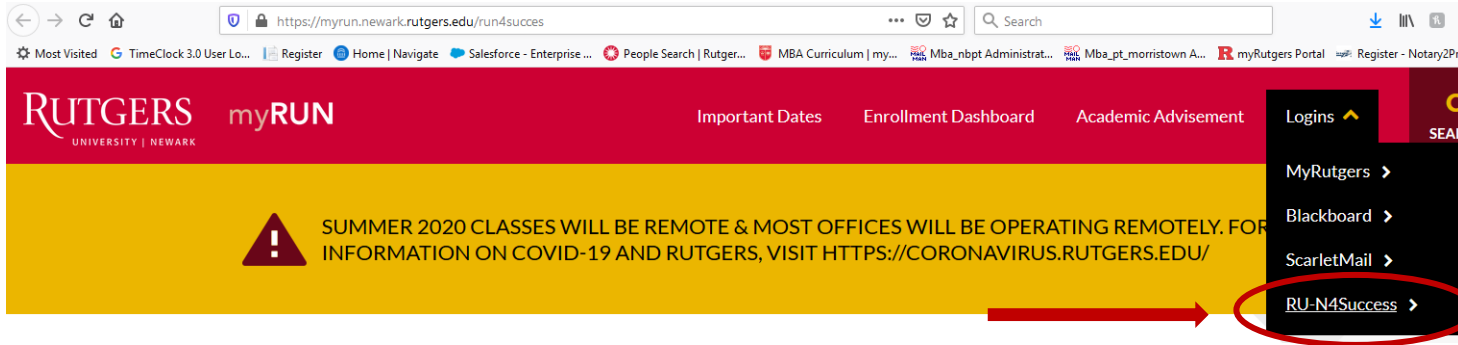 https://myrun.newark.rutgers.edu/run4succes
Search
Most Visited
TimeClock 3.0 User Lo...
Register
Home | Navigate
Salesforce - Enterprise ...
People Search | Rutger...
MBA Curriculum | my...
Mba_nbpt Administrat...
Mba_pt_morristown A...
myRutgers Portal
Register - Notary2Pr
RUTGERS
UNIVERSITY | NEWARK
myRUN
Important Dates
Enrollment Dashboard
Academic Advisement
Logins
MyRutgers
Blackboard
ScarletMail
RU-N4Success
SUMMER 2020 CLASSES WILL BE REMOTE & MOST OFFICES WILL BE OPERATING REMOTELY. FOR
INFORMATION ON COVID-19 AND RUTGERS, VISIT HTTPS://CORONAVIRUS.RUTGERS.EDU/